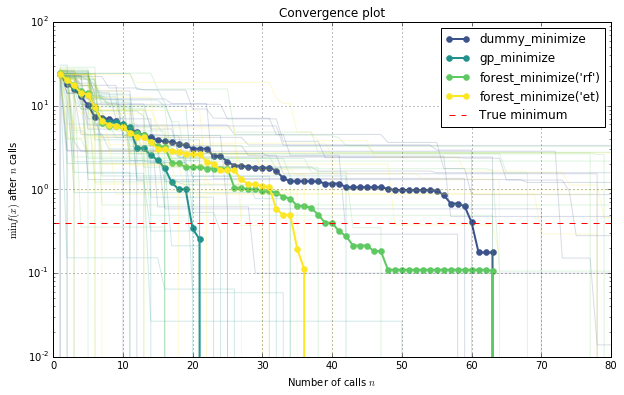 Convergence plot
10^2
10^1
10^0
10^-1
10^-2
min f(x) after n calls
dummy_minimize
gp_minimize
forest_minimize('rf')
forest_minimize('et)
True minimum
0 10 20 30 40 50 60 70 80
Number of calls n